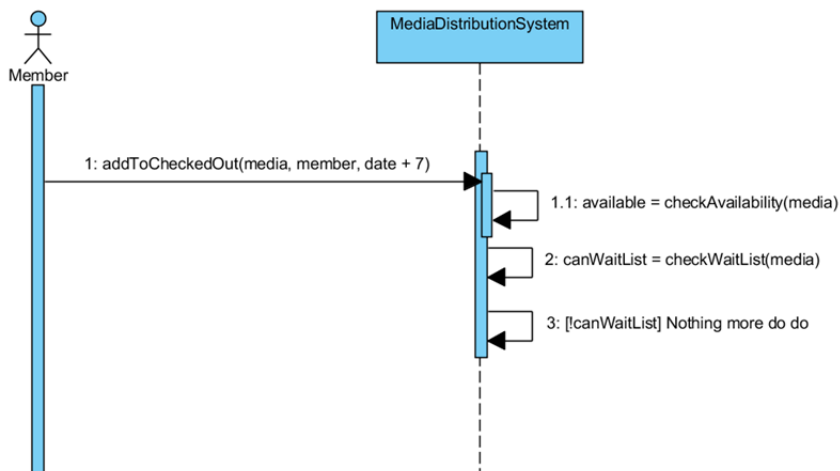 MediaDistributionSystem
Member
1: addToCheckedOut(media, member, date + 7)
1.1: available = checkAvailability(media)
2: canWaitList = checkWaitList(media)
3: [!canWaitList] Nothing more do do